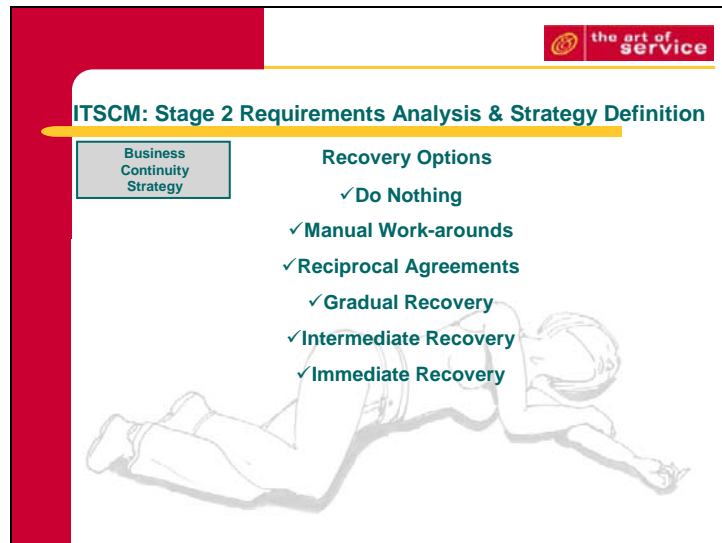 the art of
service
ITSCM: Stage 2 Requirements Analysis & Strategy Definition
Business
Continuity
Strategy
Recovery Options
✓Do Nothing
✓Manual Work-arounds
✓Reciprocal Agreements
✓Gradual Recovery
✓Intermediate Recovery
✓Immediate Recovery